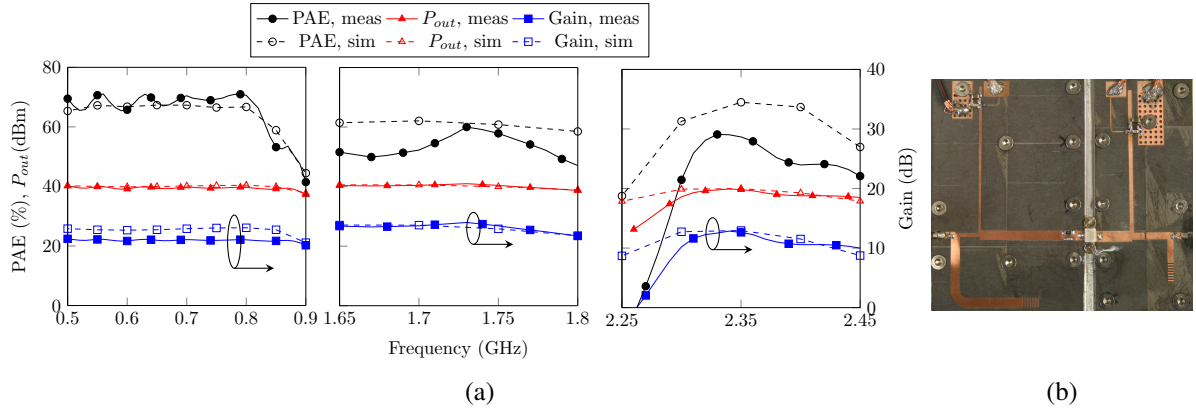 PAE, meas P_out, meas Gain, meas
PAE, sim P_out, sim Gain, sim
PAE (%), P_out(dBm)
80
60
40
20
0
0.5 0.6 0.7 0.8 0.9
1.65 1.7 1.75 1.8
40
30
20
10
0
2.25 2.35 2.45
Gain (dB)
Frequency (GHz)
(a)
(b)